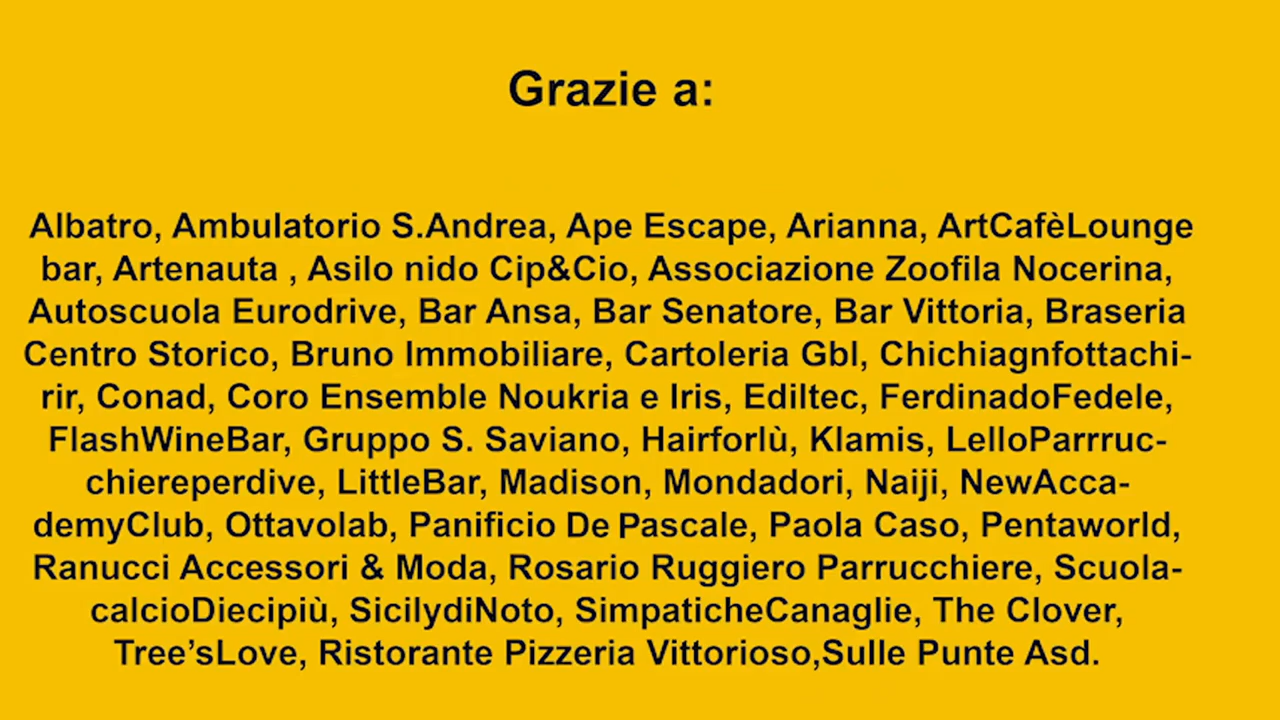 Grazie a:
Albatro, Ambulatorio S.Andrea, Ape Escape, Arianna, ArtCafèLounge
bar, Artenauta , Asilo nido Cip&Cio, Associazione Zoofila Nocerina,
Autoscuola Eurodrive, Bar Ansa, Bar Senatore, Bar Vittoria, Braseria
Centro Storico, Bruno Immobiliare, Cartoleria Gbl, Chichiagnfottachi-
rir, Conad, Coro Ensemble Noukria e Iris, Ediltec, FerdinadoFedele,
FlashWineBar, Gruppo S. Saviano, Hairforlù, Klamis, LelloParrruc-
chiereperdive, LittleBar, Madison, Mondadori, Naiji, NewAcca-
demyClub, Ottavolab, Panificio De Pascale, Paola Caso, Pentaworld,
Ranucci Accessori & Moda, Rosario Ruggiero Parrucchiere, Scuola-
calcioDiecipiù, SicilydiNoto, SimpaticheCanaglie, The Clover,
Tree’sLove, Ristorante Pizzeria Vittorioso,Sulle Punte Asd.